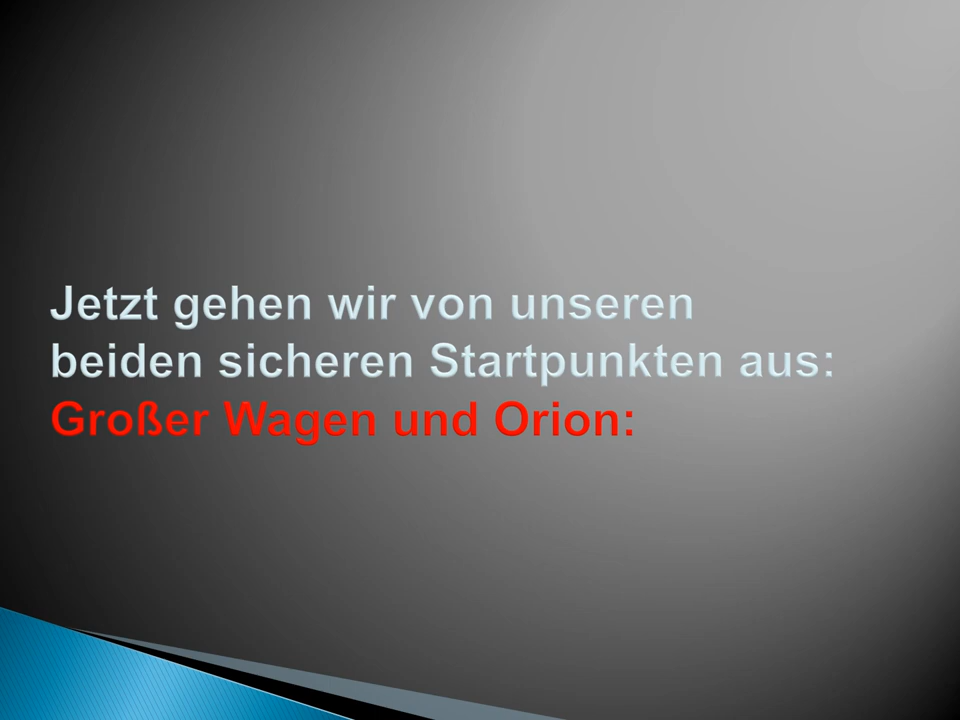 Jetzt gehen wir von unseren
beiden sicheren Startpunkten aus:
Großer Wagen und Orion: